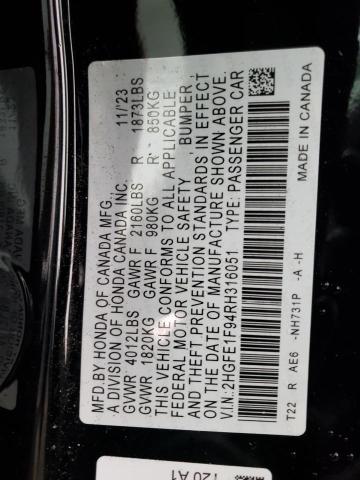 MFD.BY HONDA OF CANADA MFG. 11/23
A DIVISION OF HONDA CANADA INC.
GVWR 4012LBS GAWR F 2160LBS R 1873LBS
GVWR 1820KG GAWR F 980KG R 850KG
THIS VEHICLE CONFORMS TO ALL APPLICABLE
FEDERAL MOTOR VEHICLE SAFETY , BUMPER ,
AND THEFT PREVENTION STANDARDS IN EFFECT
ON THE DATE OF MANUFACTURE SHOWN ABOVE.
V.I.N: 2HGFE1F94RH316051 TYPE: PASSENGER CAR
T22 R AE6 -NH731P -A -H
MADE IN CANADA
T20 A1